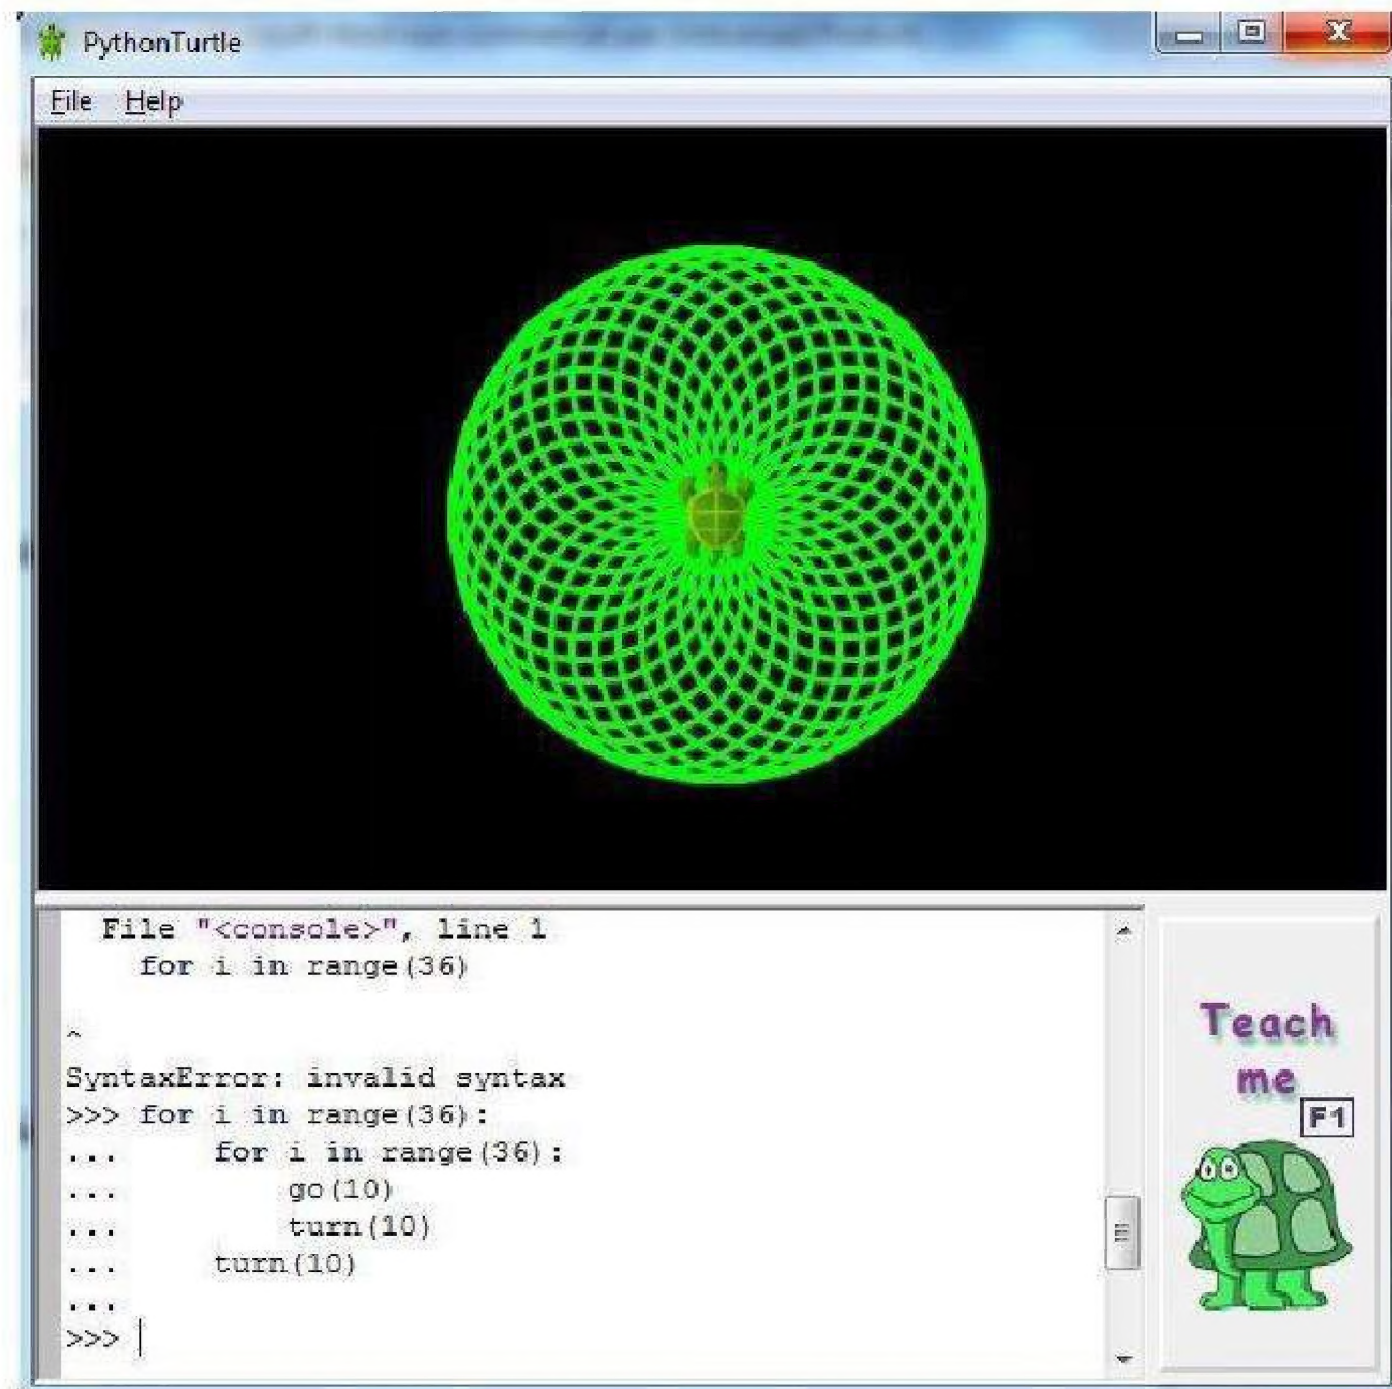 PythonTurtle
File Help
File "<console>", line 1
for i in range(36)
^
SyntaxError: invalid syntax
>>> for i in range(36):
... for i in range(36):
... go(10)
... turn(10)
... turn(10)
...
>>>
Teach
me
F1